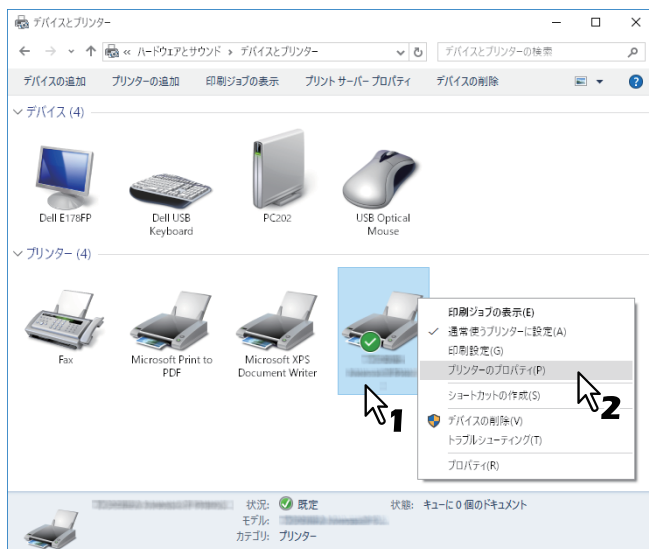 デバイスとプリンター
« ハードウェアとサウンド › デバイスとプリンター
デバイスとプリンターの検索
デバイスの追加 プリンターの追加 印刷ジョブの表示 プリント サーバー プロパティ デバイスの削除
デバイス (4)
Dell E178FP
Dell USB
Keyboard
PC202
USB Optical
Mouse
プリンター (4)
Fax
Microsoft Print to
PDF
Microsoft XPS
Document Writer
1
印刷ジョブの表示(E)
通常使うプリンターに設定(A)
印刷設定(G)
プリンターのプロパティ(P)
ショートカットの作成(S)
2
デバイスの削除(V)
トラブルシューティング(T)
プロパティ(R)
状況: 既定 状態: キューに 0 個のドキュメント
モデル:
カテゴリ: プリンター